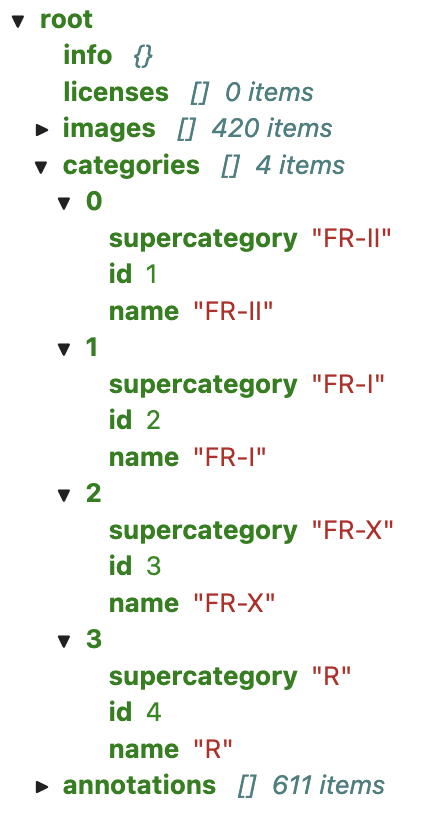 root
info {}
licenses [] 0 items
images [] 420 items
categories [] 4 items
0
supercategory "FR-II"
id 1
name "FR-II"
1
supercategory "FR-I"
id 2
name "FR-I"
2
supercategory "FR-X"
id 3
name "FR-X"
3
supercategory "R"
id 4
name "R"
annotations [] 611 items